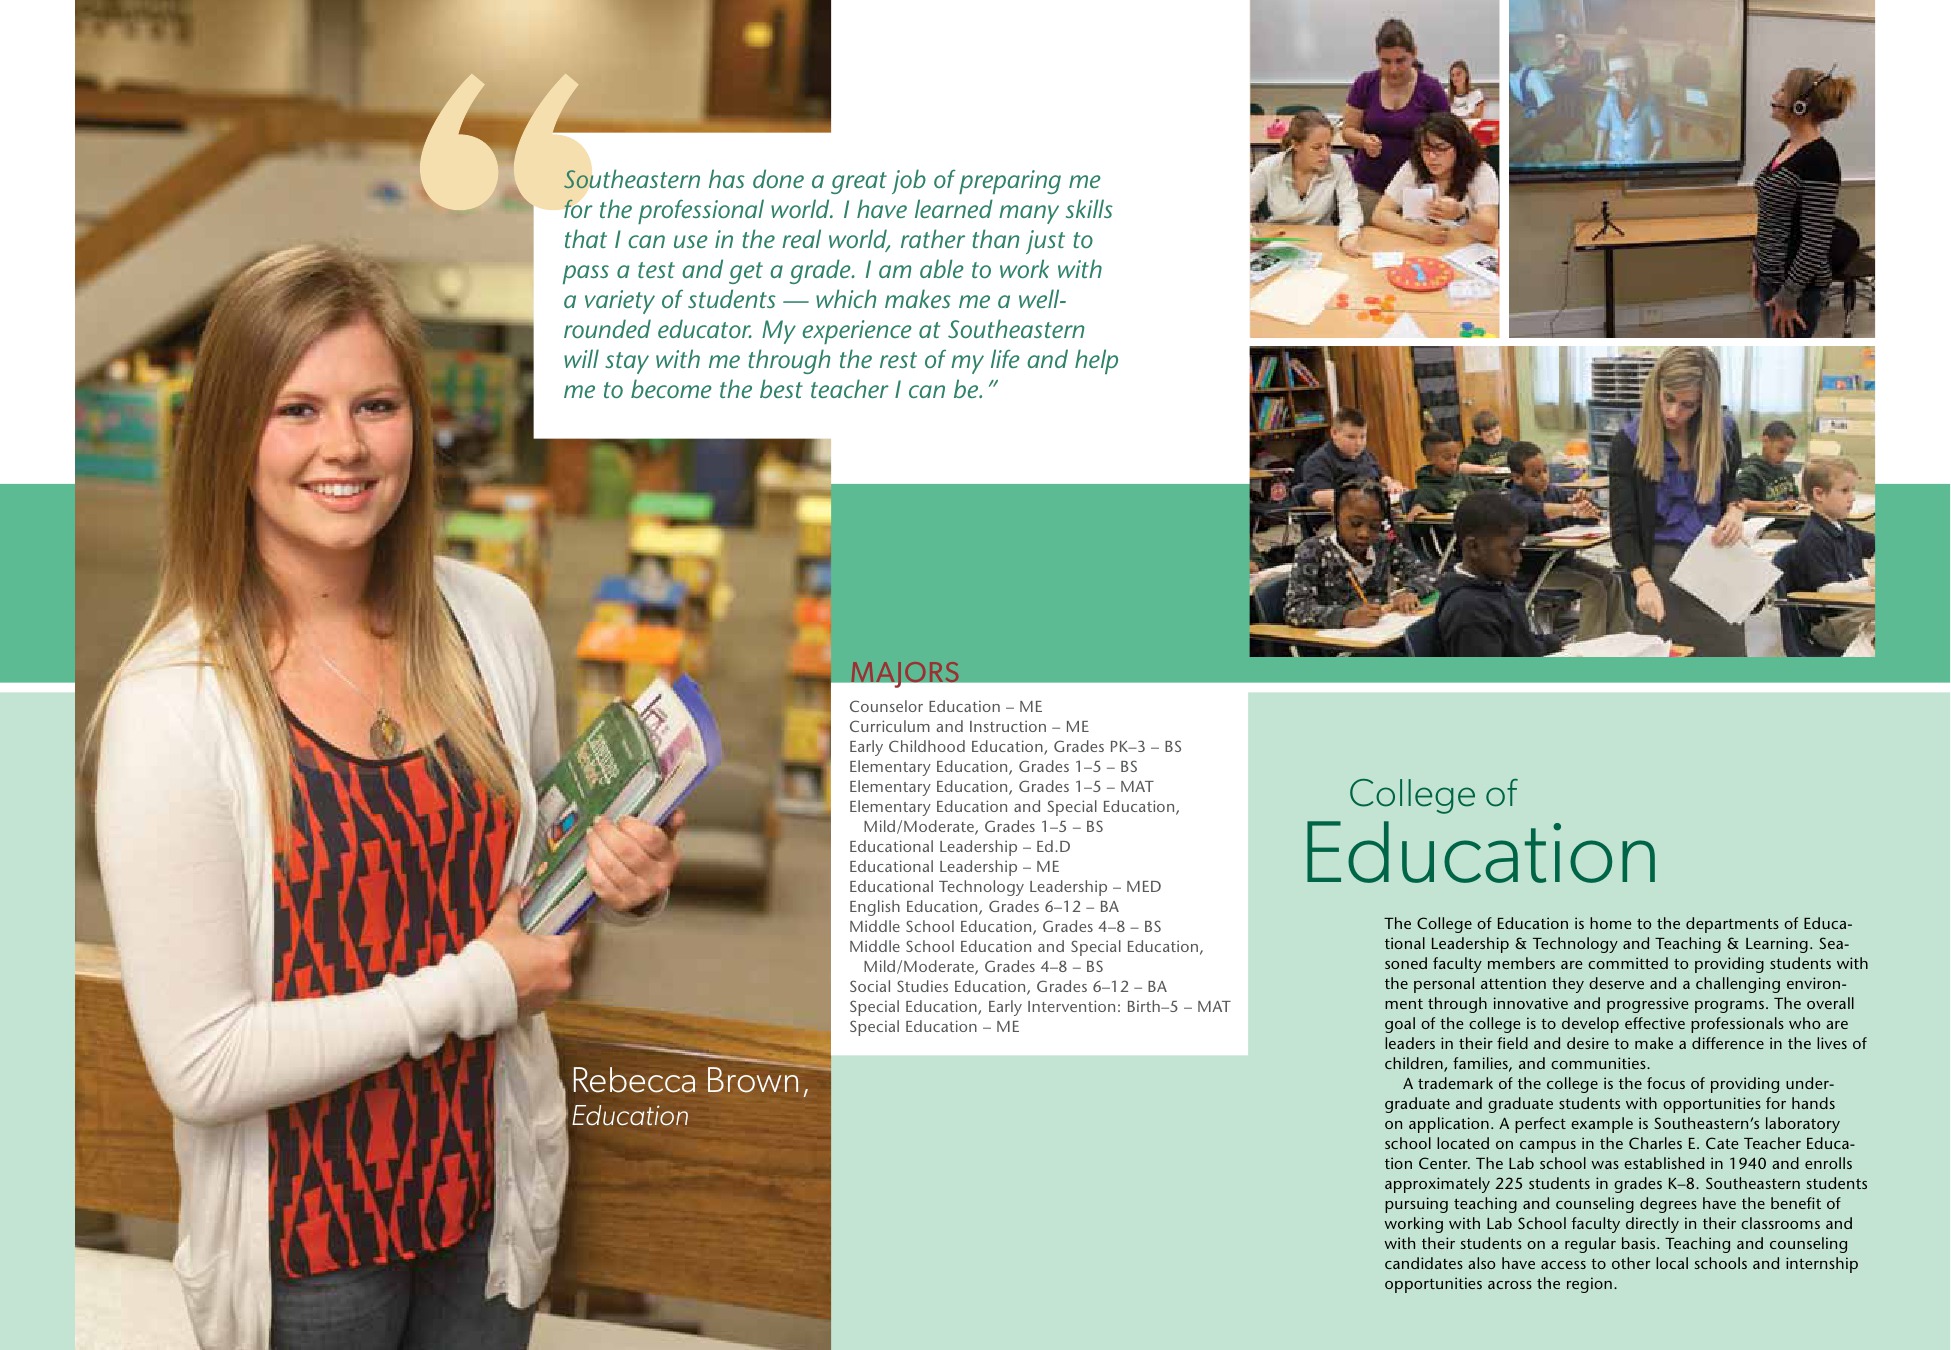 “
Southeastern has done a great job of preparing me
for the professional world. I have learned many skills
that I can use in the real world, rather than just to
pass a test and get a grade. I am able to work with
a variety of students — which makes me a well-
rounded educator. My experience at Southeastern
will stay with me through the rest of my life and help
me to become the best teacher I can be.”
Rebecca Brown,
Education
MAJORS
Counselor Education – ME
Curriculum and Instruction – ME
Early Childhood Education, Grades PK–3 – BS
Elementary Education, Grades 1–5 – BS
Elementary Education, Grades 1–5 – MAT
Elementary Education and Special Education,
Mild/Moderate, Grades 1–5 – BS
Educational Leadership – Ed.D
Educational Leadership – ME
Educational Technology Leadership – MED
English Education, Grades 6–12 – BA
Middle School Education, Grades 4–8 – BS
Middle School Education and Special Education,
Mild/Moderate, Grades 4–8 – BS
Social Studies Education, Grades 6–12 – BA
Special Education, Early Intervention: Birth–5 – MAT
Special Education – ME
College of
Education
The College of Education is home to the departments of Educa-
tional Leadership & Technology and Teaching & Learning. Sea-
soned faculty members are committed to providing students with
the personal attention they deserve and a challenging environ-
ment through innovative and progressive programs. The overall
goal of the college is to develop effective professionals who are
leaders in their field and desire to make a difference in the lives of
children, families, and communities.
A trademark of the college is the focus of providing under-
graduate and graduate students with opportunities for hands
on application. A perfect example is Southeastern’s laboratory
school located on campus in the Charles E. Cate Teacher Educa-
tion Center. The Lab school was established in 1940 and enrolls
approximately 225 students in grades K–8. Southeastern students
pursuing teaching and counseling degrees have the benefit of
working with Lab School faculty directly in their classrooms and
with their students on a regular basis. Teaching and counseling
candidates also have access to other local schools and internship
opportunities across the region.